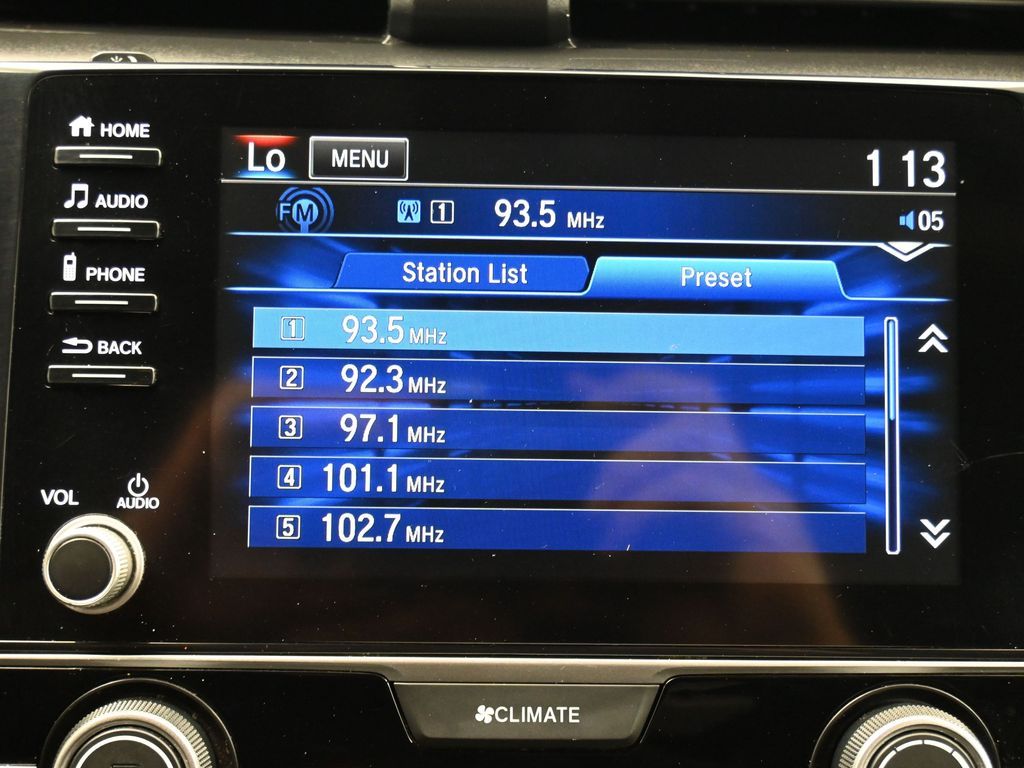 HOME
Lo MENU 1 13
AUDIO
FM 1 93.5 MHz 05
PHONE
Station List Preset
1 93.5 MHz
BACK
2 92.3 MHz
3 97.1 MHz
4 101.1 MHz
5 102.7 MHz
VOL AUDIO
CLIMATE